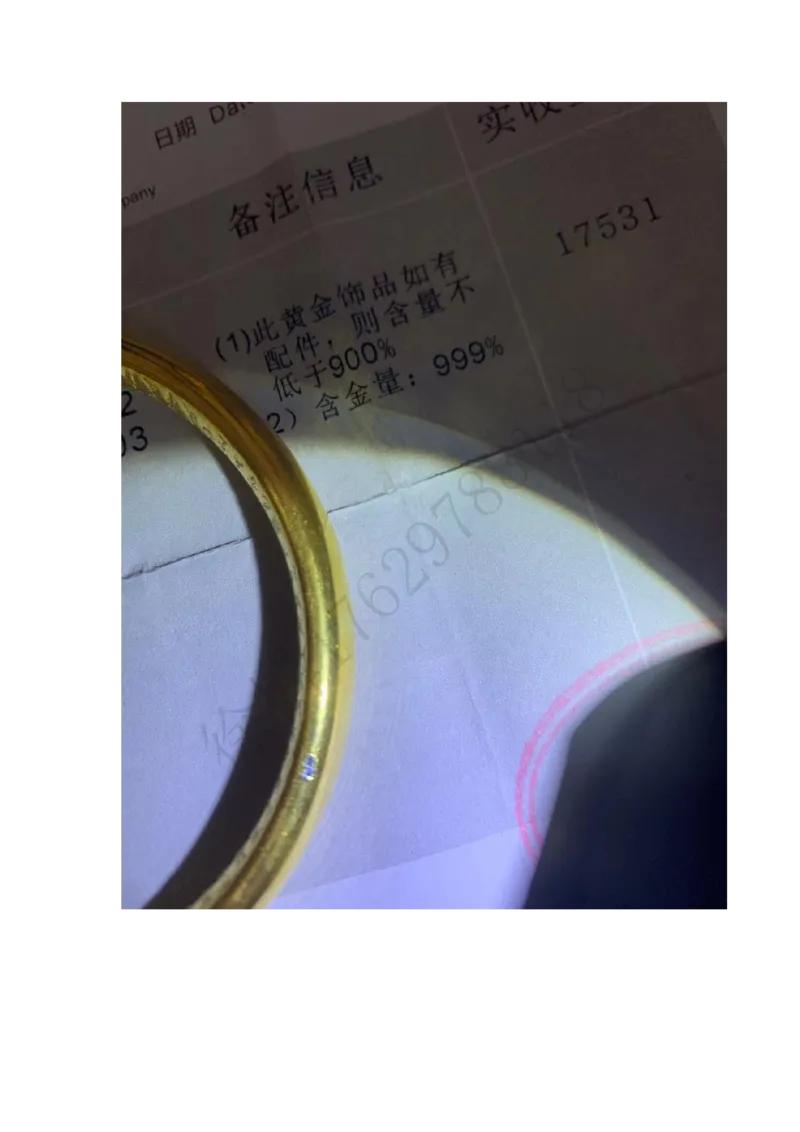 日期 Da
实收
pany
备注信息
17531
(1)此黄金饰品如有
配件，则含量不
低于900%
2）含金量：999%
2
03